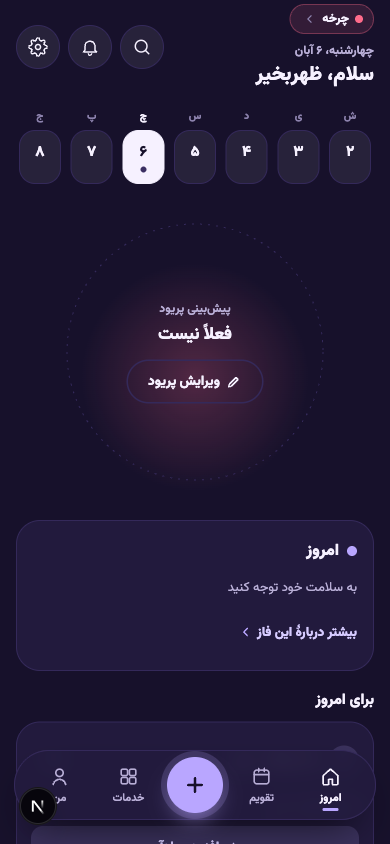 چرخه
چهارشنبه، ۶ آبان
سلام، ظهربخیر
ش ی د س چ پ ج
۲ ۳ ۴ ۵ ۶ ۷ ۸
پیش‌بینی پریود
فعلاً نیست
ویرایش پریود
امروز
به سلامت خود توجه کنید
بیشتر دربارهٔ این فاز
برای امروز
امروز تقویم خدمات من
N